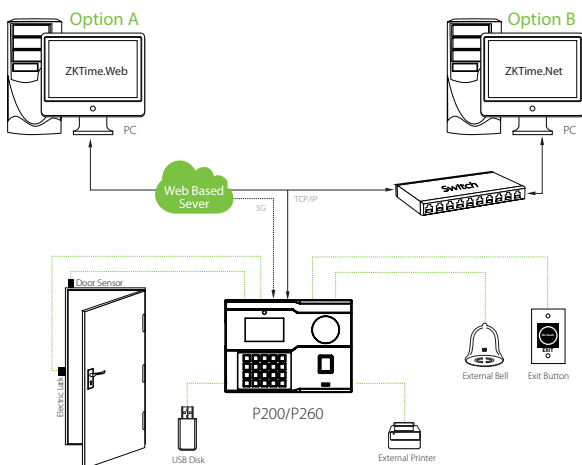 Option A
Option B
ZKTime.Web
ZKTime.Net
PC
PC
Web Based
Sever
Switch
3G
TCP/IP
Door Sensor
Electric Lock
P200/P260
USB Disk
External Printer
External Bell
EXIT
Exit Button